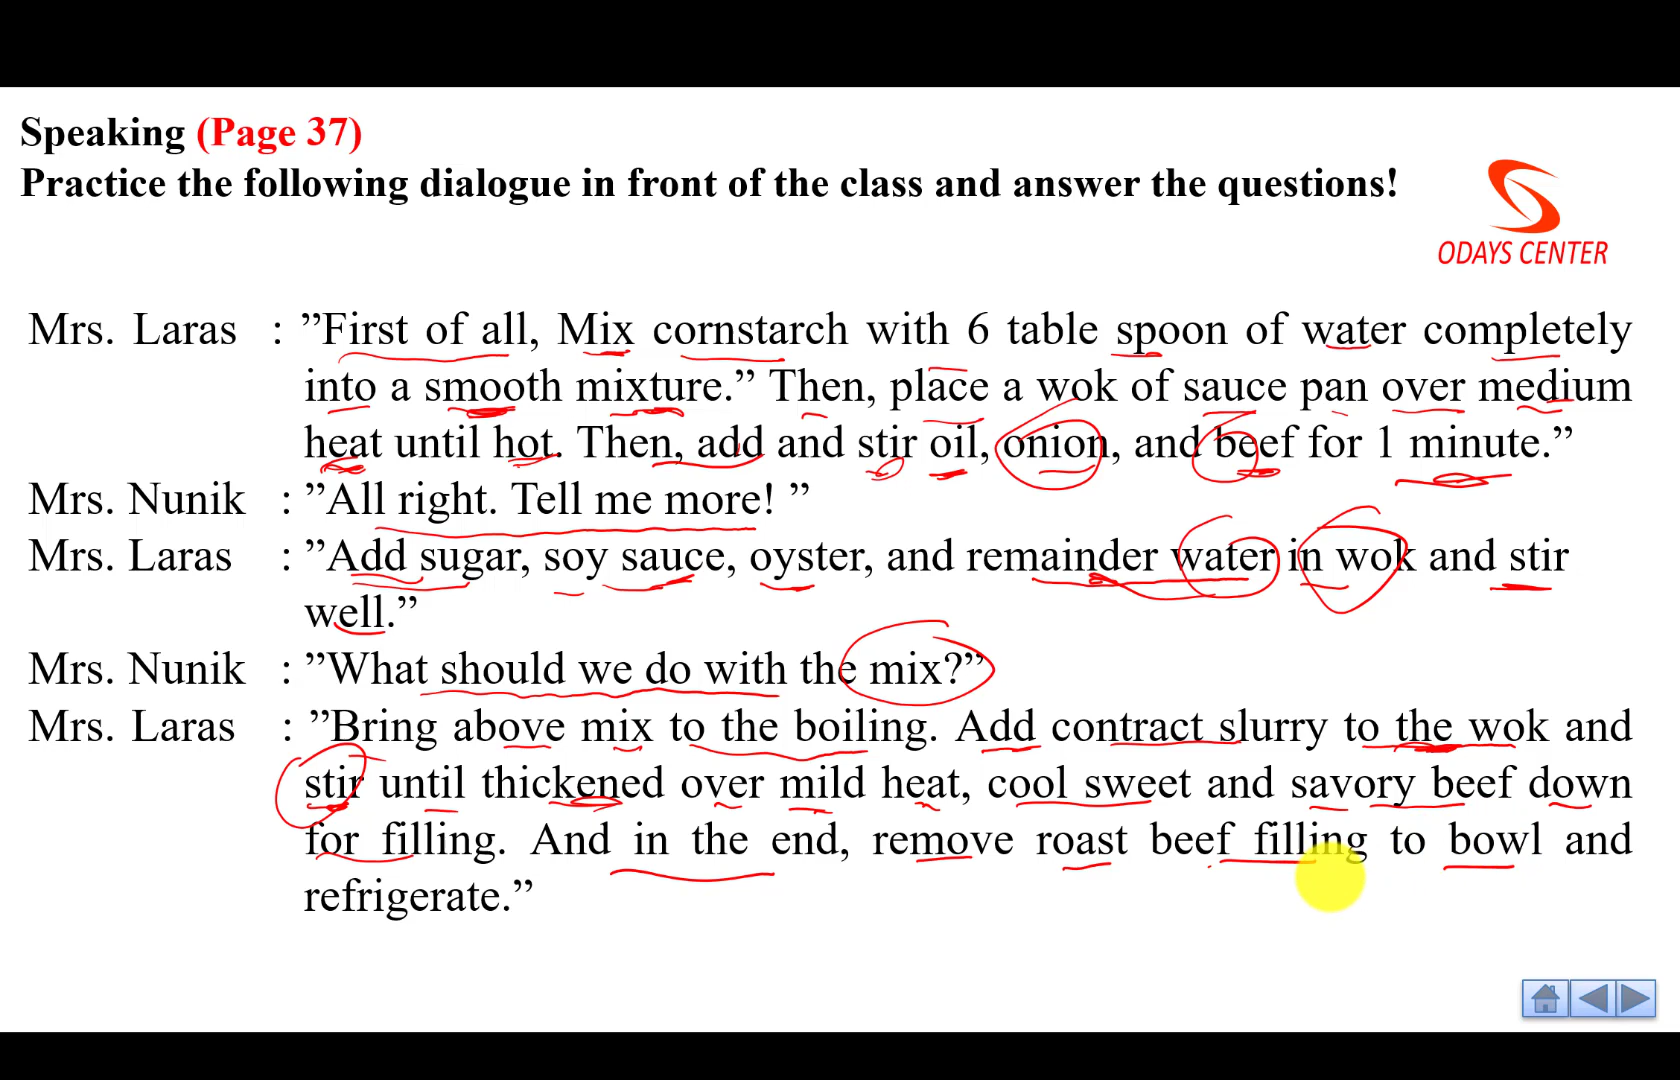 Speaking (Page 37)
Practice the following dialogue in front of the class and answer the questions!
ODAYS CENTER
Mrs. Laras : ”First of all, Mix cornstarch with 6 table spoon of water completely
into a smooth mixture.” Then, place a wok of sauce pan over medium
heat until hot. Then, add and stir oil, onion, and beef for 1 minute.”
Mrs. Nunik : ”All right. Tell me more! ”
Mrs. Laras : ”Add sugar, soy sauce, oyster, and remainder water in wok and stir
well.”
Mrs. Nunik : ”What should we do with the mix?”
Mrs. Laras : ”Bring above mix to the boiling. Add contract slurry to the wok and
stir until thickened over mild heat, cool sweet and savory beef down
for filling. And in the end, remove roast beef filling to bowl and
refrigerate.”